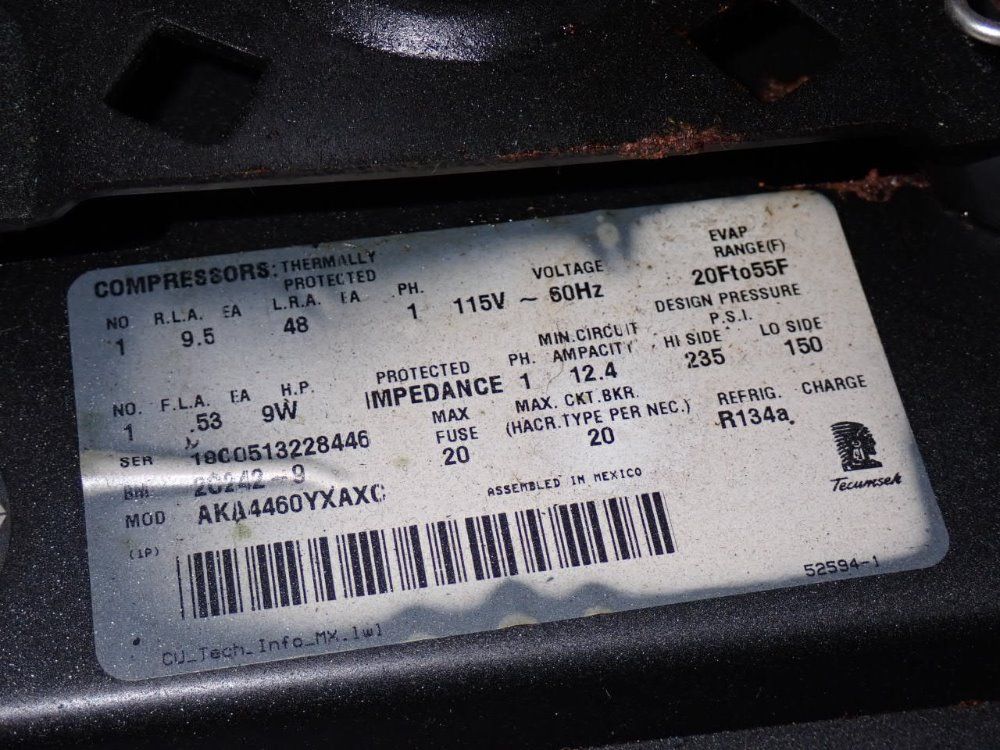 COMPRESSORS: THERMALLY PROTECTED
NO R.L.A. EA L.R.A. EA PH. VOLTAGE EVAP RANGE(F)
1 9.5 48 1 115V ~ 60Hz 20Fto55F
DESIGN PRESSURE
P.S.I.
NO. F.L.A. EA H.P. PROTECTED PH. MIN.CIRCUIT AMPACITY HI SIDE LO SIDE
1 .53 9W IMPEDANCE 1 12.4 235 150
MAX FUSE MAX. CKT.BKR. (HACR.TYPE PER NEC.) REFRIG. CHARGE
20 20 R134a
SER
BM 26242-9
MOD AKA4460YXAXC
ASSEMBLED IN MEXICO
Tecumseh
(1P)
52594-1
CU_Tech_Info_MX.lwl